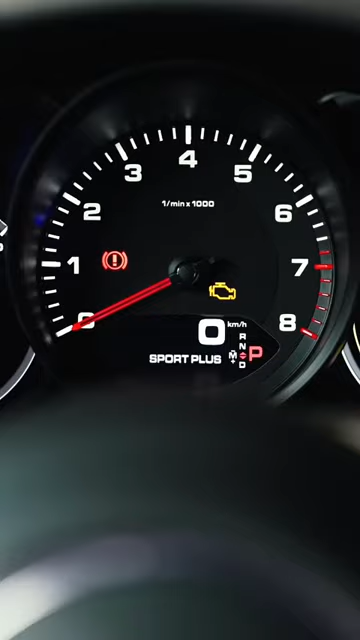 4
3 5
2 6
1/min x 1000
1 7
0 8
0 km/h
R
N
M P
+ D
SPORT PLUS